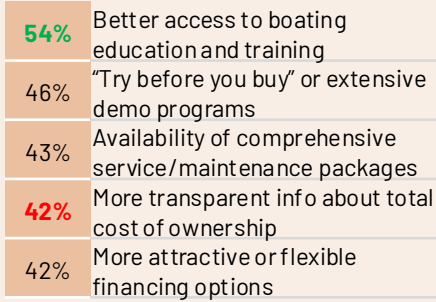 54% Better access to boating
education and training
46% “Try before you buy” or extensive
demo programs
43% Availability of comprehensive
service/maintenance packages
42% More transparent info about total
cost of ownership
42% More attractive or flexible
financing options